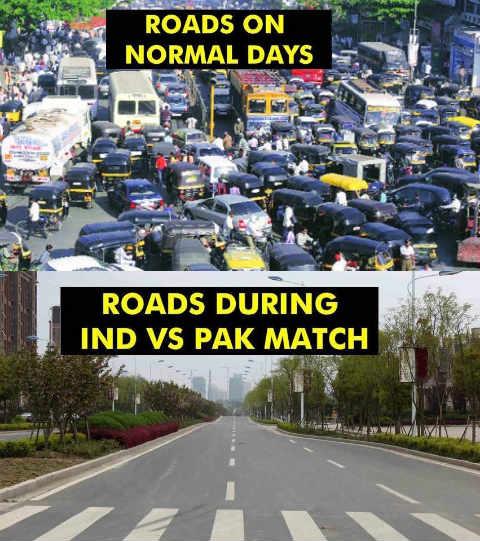 ROADS ON
NORMAL DAYS
ROADS DURING
IND VS PAK MATCH